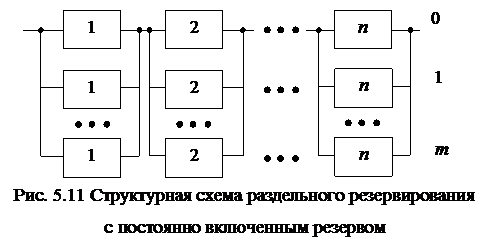 1 2 • • • n 0
1 2 • • • n 1
• • • • • • • • •
1 2 • • • n m
Рис. 5.11 Структурная схема раздельного резервирования
с постоянно включенным резервом